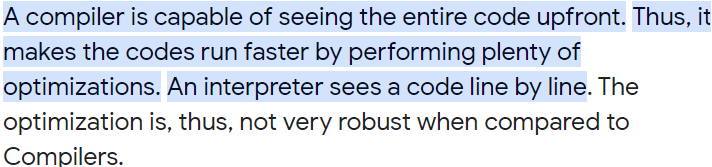 A compiler is capable of seeing the entire code upfront. Thus, it
makes the codes run faster by performing plenty of
optimizations. An interpreter sees a code line by line. The
optimization is, thus, not very robust when compared to
Compilers.